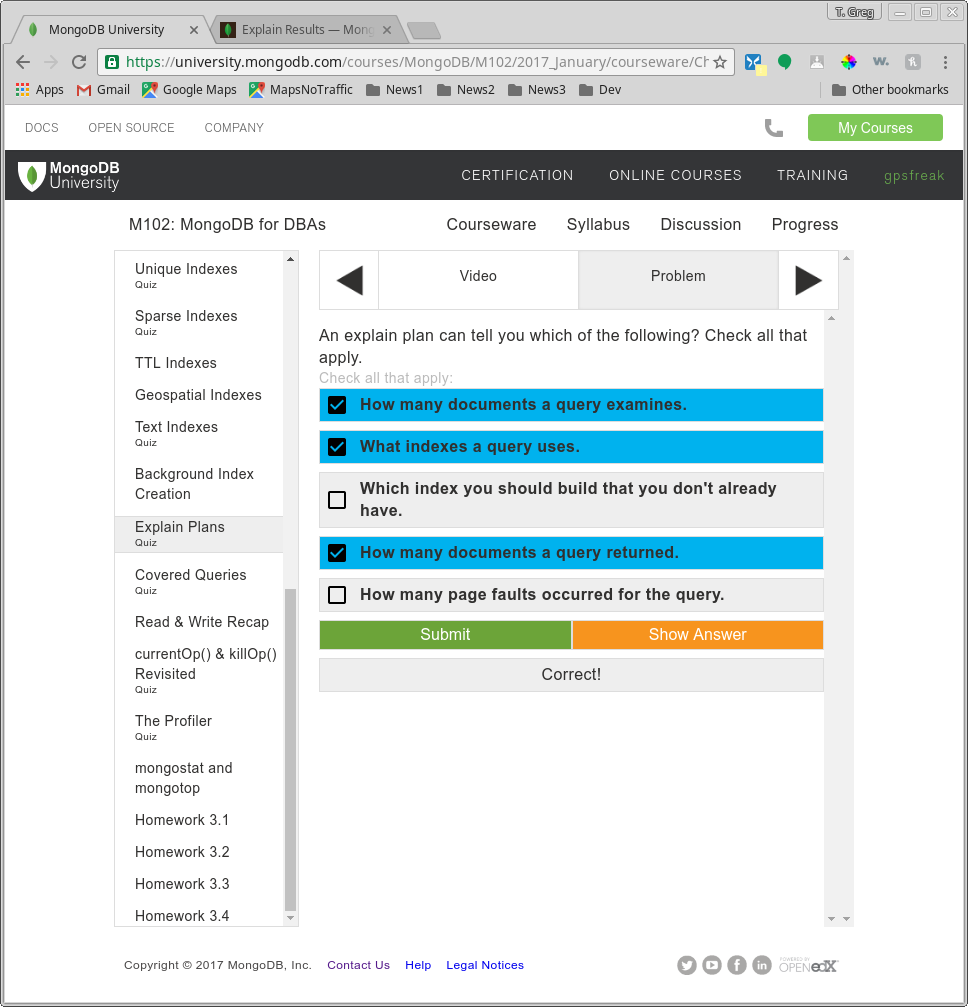 T. Greg
MongoDB University
Explain Results — Mong
https://university.mongodb.com/courses/MongoDB/M102/2017_January/courseware/Ch
Apps Gmail Google Maps MapsNoTraffic News1 News2 News3 Dev Other bookmarks
DOCS OPEN SOURCE COMPANY My Courses
MongoDB
University
CERTIFICATION ONLINE COURSES TRAINING gpsfreak
M102: MongoDB for DBAs Courseware Syllabus Discussion Progress
Unique Indexes
Quiz
Sparse Indexes
Quiz
TTL Indexes
Geospatial Indexes
Text Indexes
Quiz
Background Index
Creation
Explain Plans
Quiz
Covered Queries
Quiz
Read & Write Recap
currentOp() & killOp()
Revisited
Quiz
The Profiler
Quiz
mongostat and
mongotop
Homework 3.1
Homework 3.2
Homework 3.3
Homework 3.4
Video Problem
An explain plan can tell you which of the following? Check all that
apply.
Check all that apply:
How many documents a query examines.
What indexes a query uses.
Which index you should build that you don't already
have.
How many documents a query returned.
How many page faults occurred for the query.
Submit Show Answer
Correct!
Copyright © 2017 MongoDB, Inc. Contact Us Help Legal Notices
POWERED BY
OPEN edX